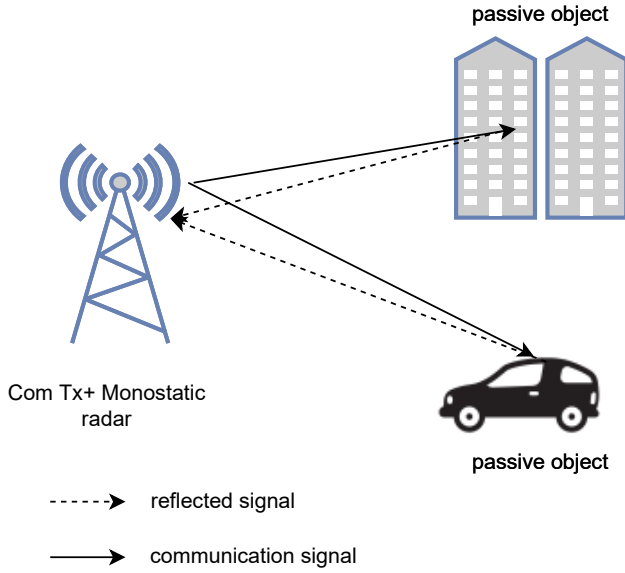 passive object
Com Tx+ Monostatic
radar
passive object
reflected signal
communication signal